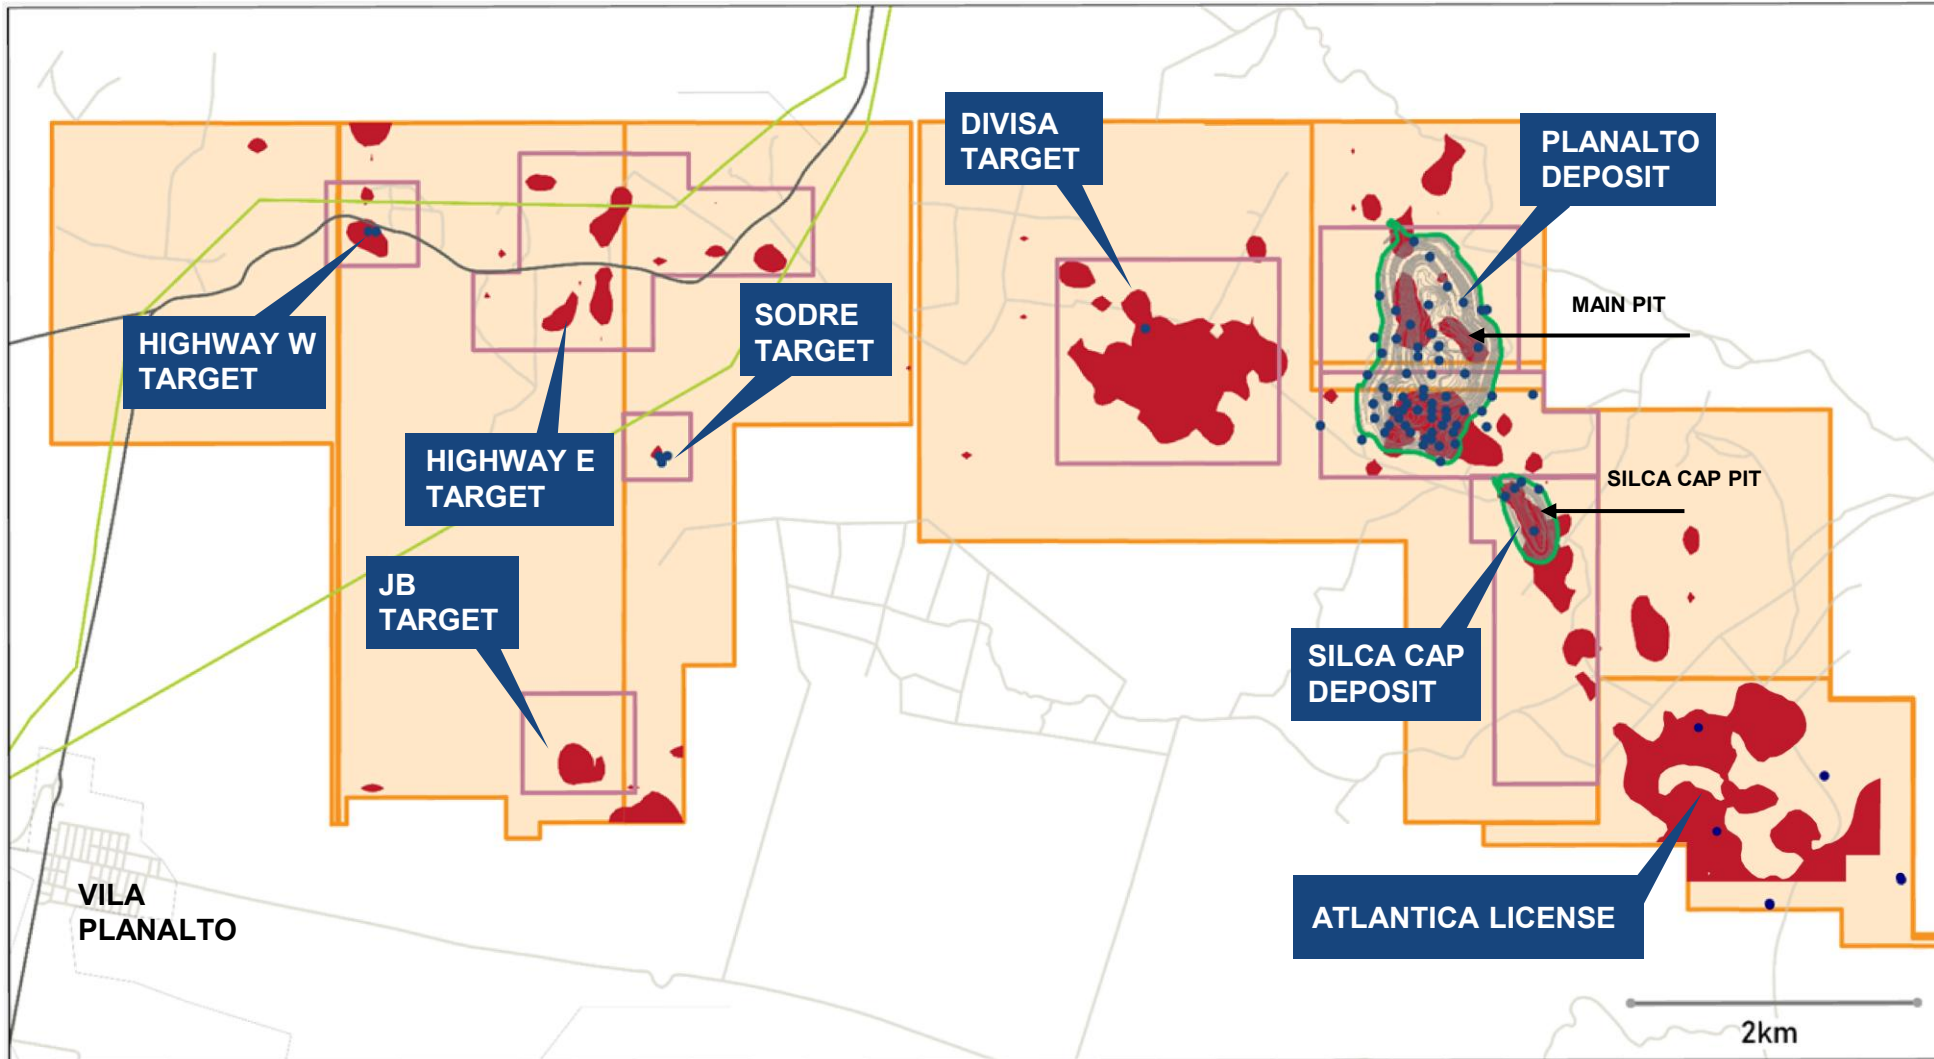 DIVISA
TARGET
PLANALTO
DEPOSIT
MAIN PIT
HIGHWAY W
TARGET
SODRE
TARGET
HIGHWAY E
TARGET
SILCA CAP PIT
JB
TARGET
SILCA CAP
DEPOSIT
VILA
PLANALTO
ATLANTICA LICENSE
2km